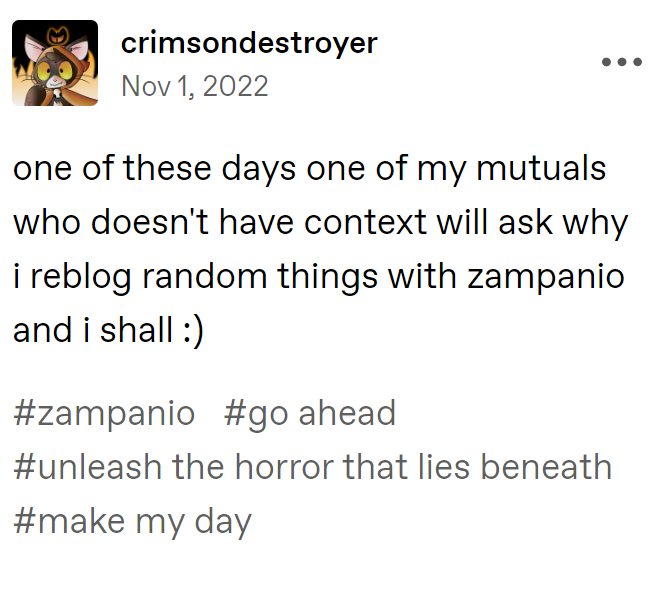 crimsondestroyer
Nov 1, 2022
one of these days one of my mutuals
who doesn't have context will ask why
i reblog random things with zampanio
and i shall :)
#zampanio #go ahead
#unleash the horror that lies beneath
#make my day